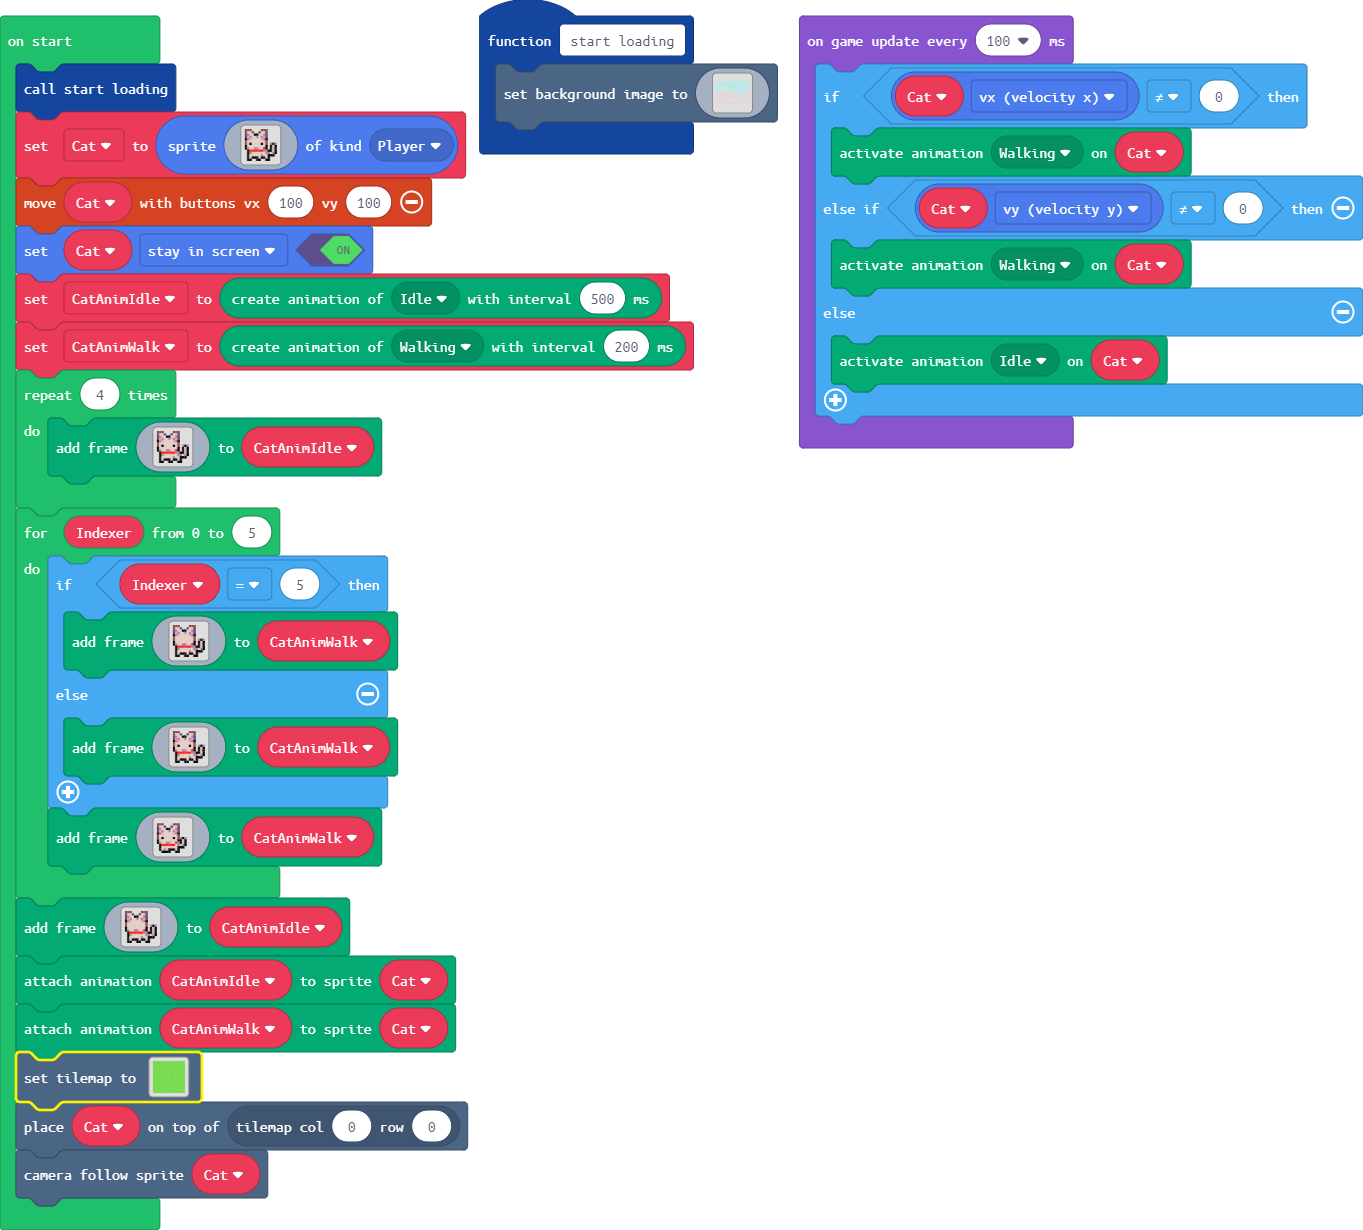 on start
call start loading
set Cat to sprite of kind Player
move Cat with buttons vx 100 vy 100
set Cat stay in screen ON
set CatAnimIdle to create animation of Idle with interval 500 ms
set CatAnimWalk to create animation of Walking with interval 200 ms
repeat 4 times
do add frame to CatAnimIdle
for Indexer from 0 to 5
do if Indexer = 5 then
add frame to CatAnimWalk
else
add frame to CatAnimWalk
add frame to CatAnimWalk
add frame to CatAnimIdle
attach animation CatAnimIdle to sprite Cat
attach animation CatAnimWalk to sprite Cat
set tilemap to
place Cat on top of tilemap col 0 row 0
camera follow sprite Cat
function start loading
set background image to
on game update every 100 ms
if Cat vx (velocity x) ≠ 0 then
activate animation Walking on Cat
else if Cat vy (velocity y) ≠ 0 then
activate animation Walking on Cat
else
activate animation Idle on Cat